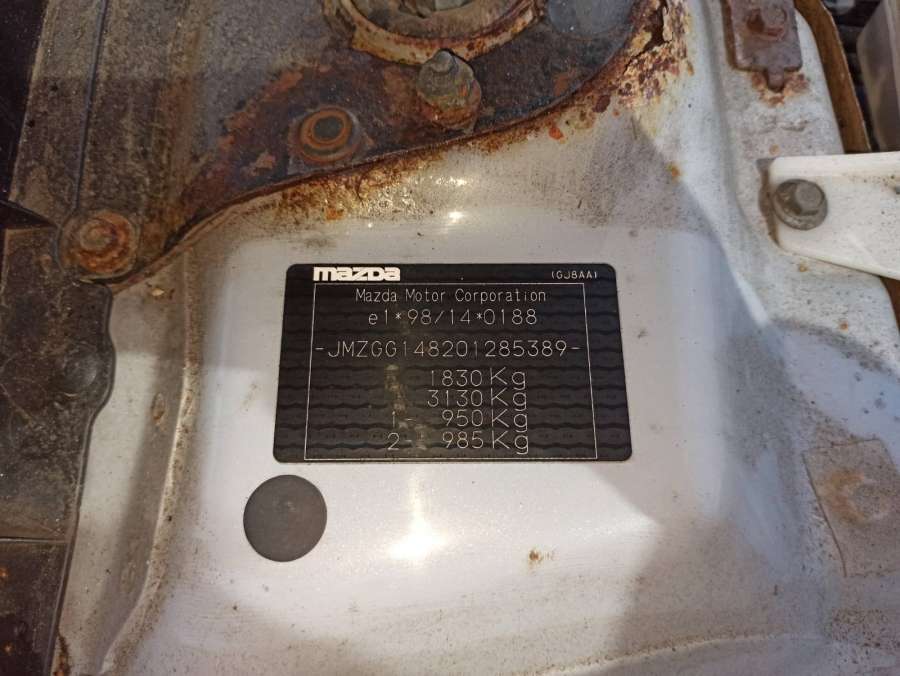 mazda (GJ8AA)
Mazda Motor Corporation
e1*98/14*0188
-JMZGG148201285389-
1830Kg
3130Kg
1- 950Kg
2- 985Kg